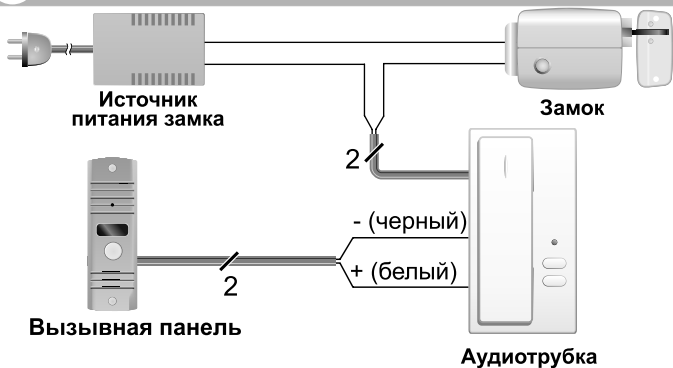 Источник
питания замка
Замок
2
- (черный)
+ (белый)
2
Вызывная панель
Аудиотрубка